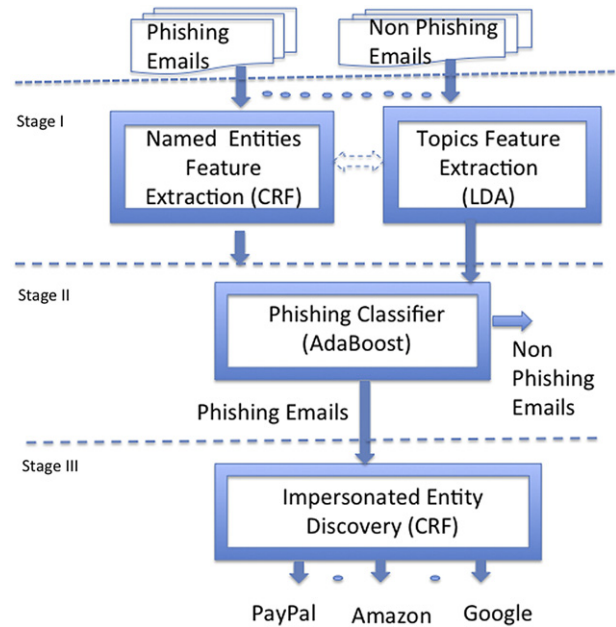 Phishing
Emails
Non Phishing
Emails
Stage I
Named Entities
Feature
Extraction (CRF)
Topics Feature
Extraction
(LDA)
Stage II
Phishing Classifier
(AdaBoost)
Non
Phishing
Emails
Phishing Emails
Stage III
Impersonated Entity
Discovery (CRF)
PayPal
Amazon
Google